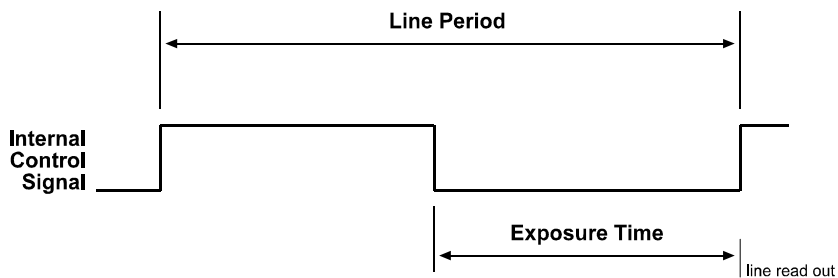 Line Period
Internal
Control
Signal
Exposure Time
line read out